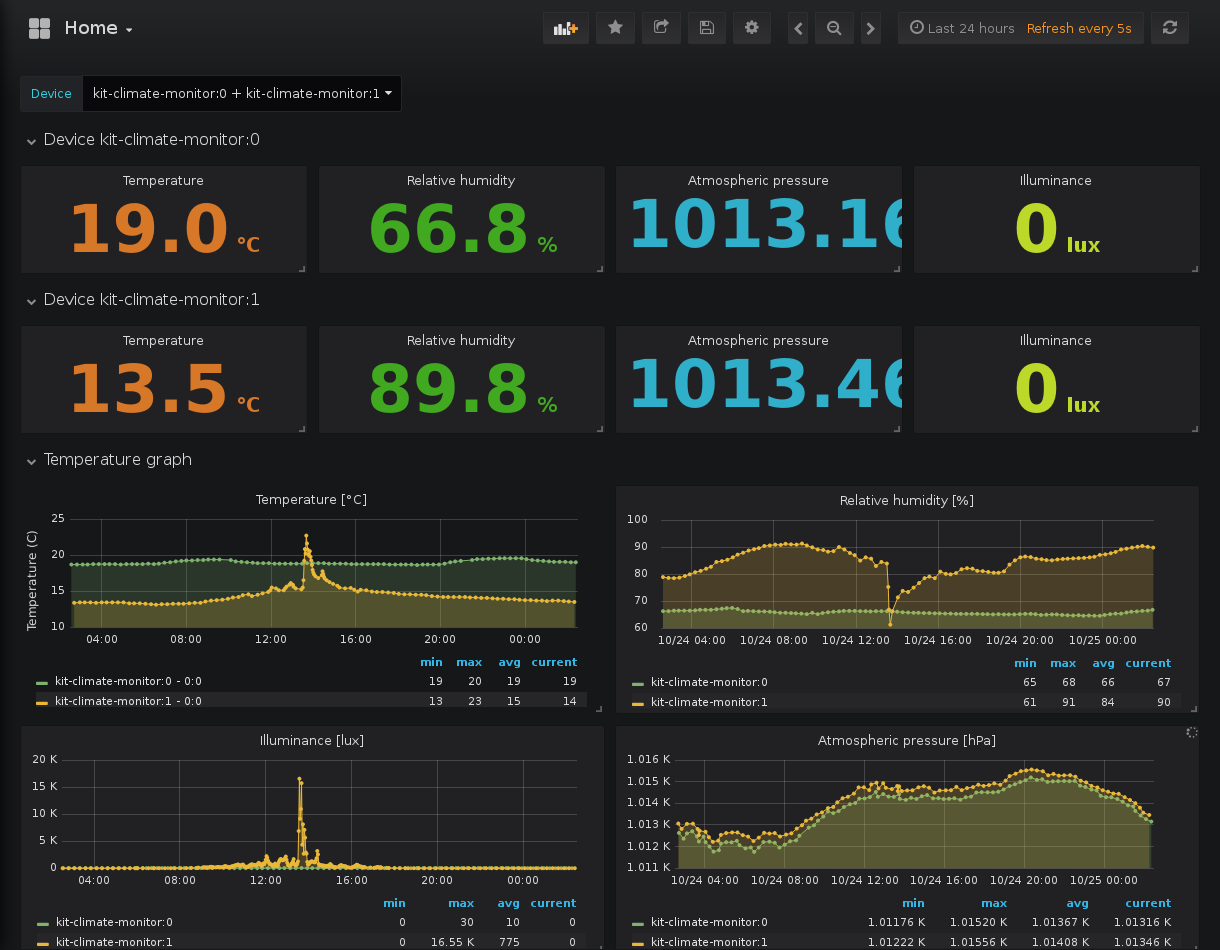 Home
Last 24 hours Refresh every 5s
Device kit-climate-monitor:0 + kit-climate-monitor:1
Device kit-climate-monitor:0
Temperature Relative humidity Atmospheric pressure Illuminance
19.0 °C 66.8 % 1013.16 0 lux
Device kit-climate-monitor:1
Temperature Relative humidity Atmospheric pressure Illuminance
13.5 °C 89.8 % 1013.46 0 lux
Temperature graph
Temperature [°C]
Temperature (C)
25
20
15
10
04:00 08:00 12:00 16:00 20:00 00:00
min max avg current
kit-climate-monitor:0 - 0:0 19 20 19 19
kit-climate-monitor:1 - 0:0 13 23 15 14
Relative humidity [%]
100
90
80
70
60
10/24 04:00 10/24 08:00 10/24 12:00 10/24 16:00 10/24 20:00 10/25 00:00
min max avg current
kit-climate-monitor:0 65 68 66 67
kit-climate-monitor:1 61 91 84 90
Illuminance [lux]
20 K
15 K
10 K
5 K
0
04:00 08:00 12:00 16:00 20:00 00:00
min max avg current
kit-climate-monitor:0 0 30 10 0
kit-climate-monitor:1 0 16.55 K 775 0
Atmospheric pressure [hPa]
1.016 K
1.015 K
1.014 K
1.013 K
1.012 K
1.011 K
10/24 04:00 10/24 08:00 10/24 12:00 10/24 16:00 10/24 20:00 10/25 00:00
min max avg current
kit-climate-monitor:0 1.01176 K 1.01520 K 1.01367 K 1.01316 K
kit-climate-monitor:1 1.01222 K 1.01556 K 1.01408 K 1.01346 K